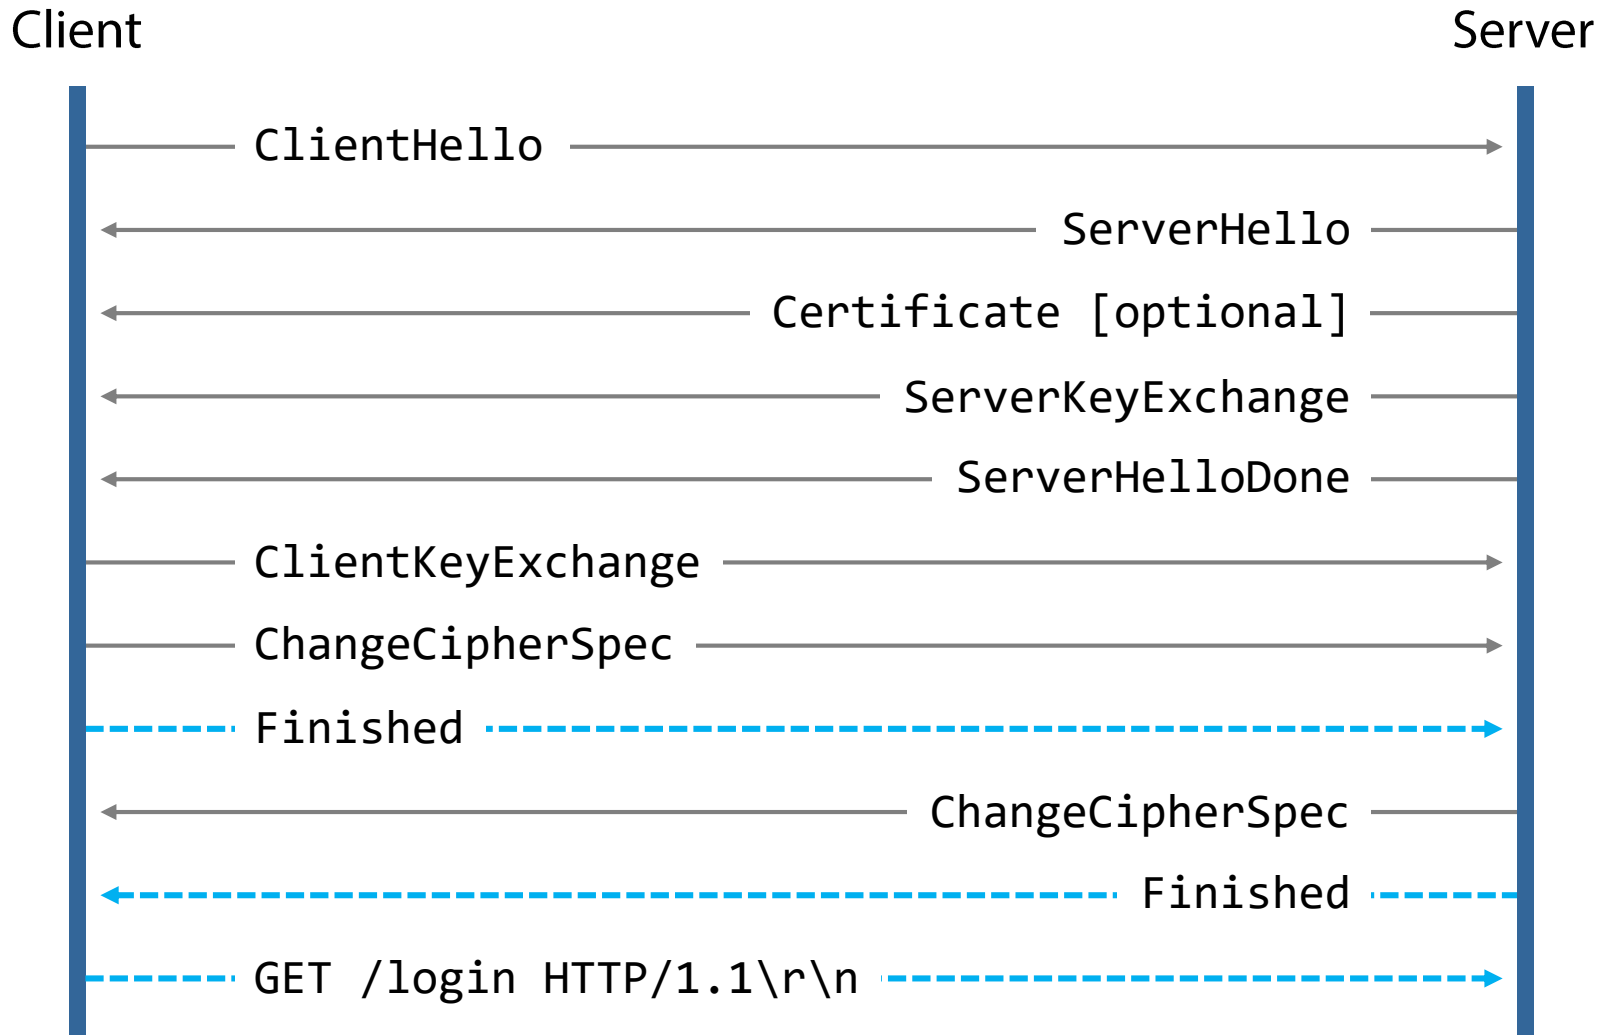 Client
Server
ClientHello
ServerHello
Certificate [optional]
ServerKeyExchange
ServerHelloDone
ClientKeyExchange
ChangeCipherSpec
Finished
ChangeCipherSpec
Finished
GET /login HTTP/1.1\r\n